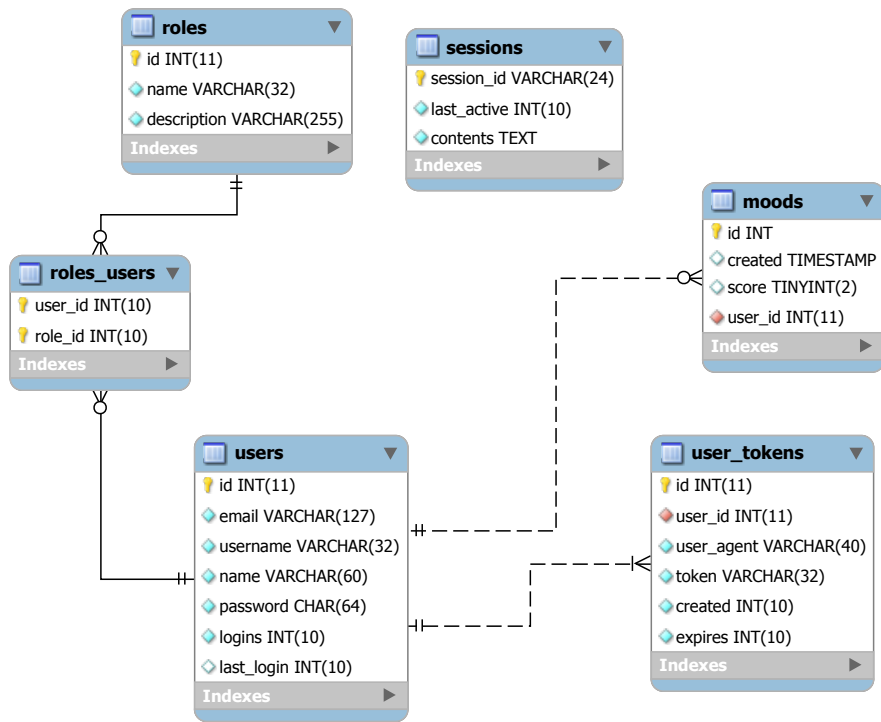 roles
id INT(11)
name VARCHAR(32)
description VARCHAR(255)
Indexes
sessions
session_id VARCHAR(24)
last_active INT(10)
contents TEXT
Indexes
moods
id INT
created TIMESTAMP
score TINYINT(2)
user_id INT(11)
Indexes
roles_users
user_id INT(10)
role_id INT(10)
Indexes
users
id INT(11)
email VARCHAR(127)
username VARCHAR(32)
name VARCHAR(60)
password CHAR(64)
logins INT(10)
last_login INT(10)
Indexes
user_tokens
id INT(11)
user_id INT(11)
user_agent VARCHAR(40)
token VARCHAR(32)
created INT(10)
expires INT(10)
Indexes